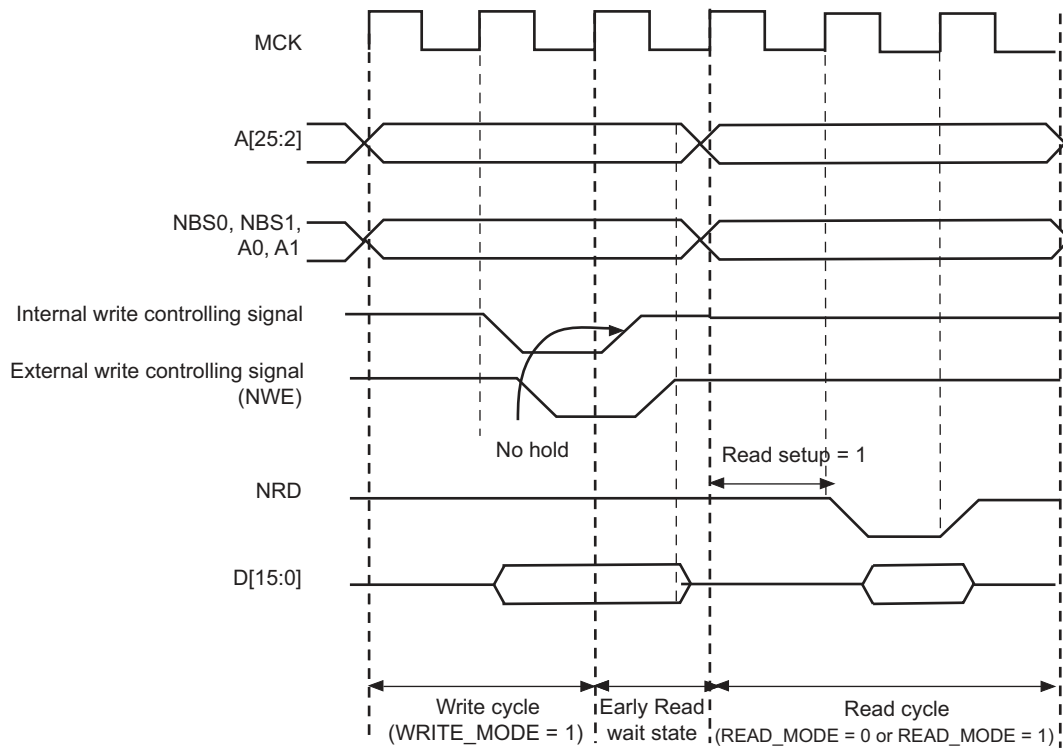 MCK
A[25:2]
NBS0, NBS1,
A0, A1
Internal write controlling signal
External write controlling signal
(NWE)
No hold
Read setup = 1
NRD
D[15:0]
Write cycle
(WRITE_MODE = 1)
Early Read
wait state
Read cycle
(READ_MODE = 0 or READ_MODE = 1)